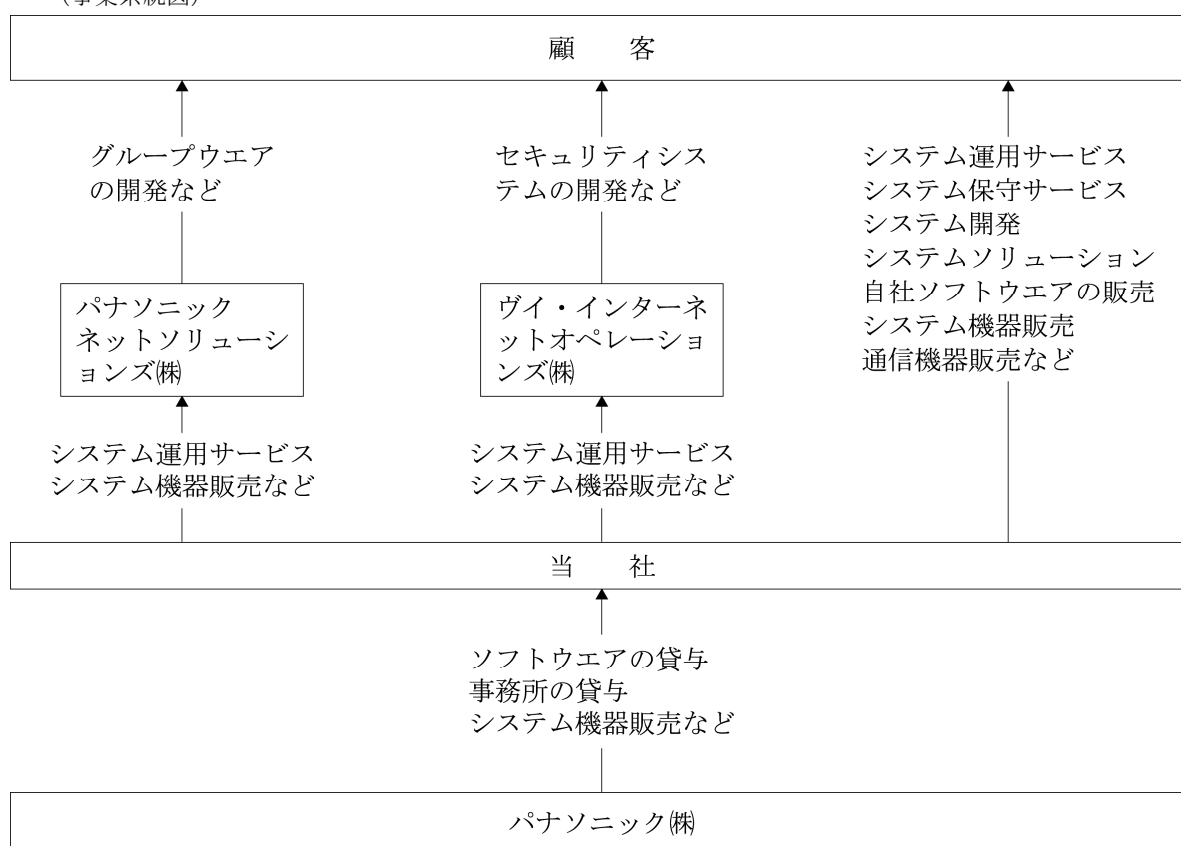 (事業系統図)
顧　　客
グループウエア
の開発など
セキュリティシス
テムの開発など
システム運用サービス
システム保守サービス
システム開発
システムソリューション
自社ソフトウエアの販売
システム機器販売
通信機器販売など
パナソニック
ネットソリューシ
ョンズ㈱
ヴイ・インターネ
ットオペレーショ
ンズ㈱
システム運用サービス
システム機器販売など
システム運用サービス
システム機器販売など
当　　社
ソフトウエアの貸与
事務所の貸与
システム機器販売など
パナソニック㈱